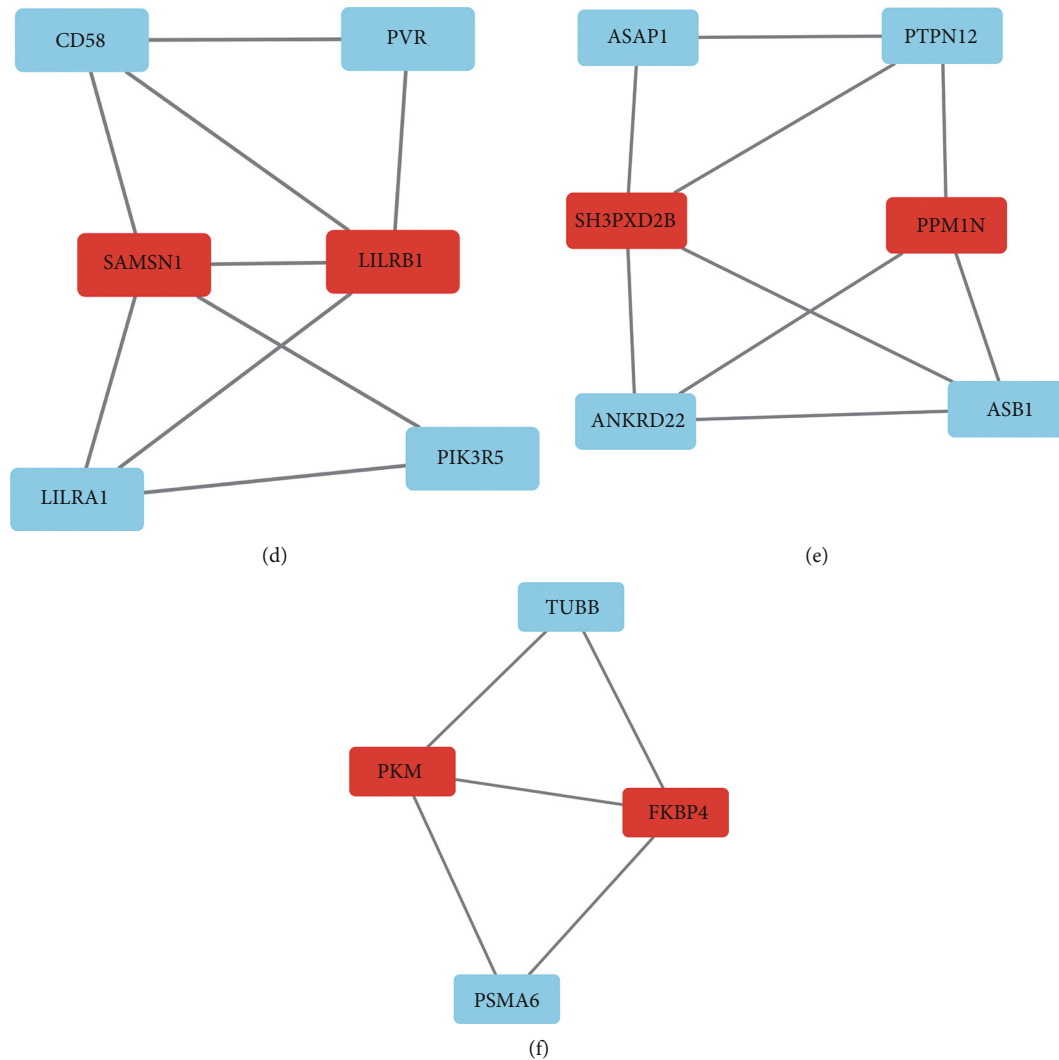 CD58
PVR
SAMSN1
LILRB1
LILRA1
PIK3R5
(d)
ASAP1
PTPN12
SH3PXD2B
PPM1N
ANKRD22
ASB1
(e)
TUBB
PKM
FKBP4
PSMA6
(f)